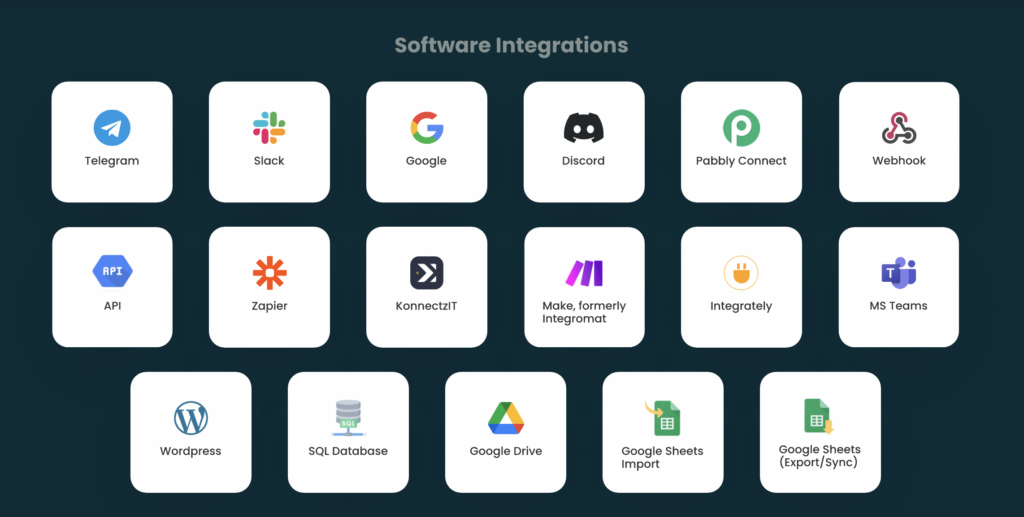 Software Integrations
Telegram
Slack
Google
Discord
Pabbly Connect
Webhook
API
API
Zapier
KonnectzIT
Make, formerly
Integromat
Integrately
T
MS Teams
Wordpress
SQL
SQL Database
Google Drive
Google Sheets
Import
Google Sheets
(Export/Sync)